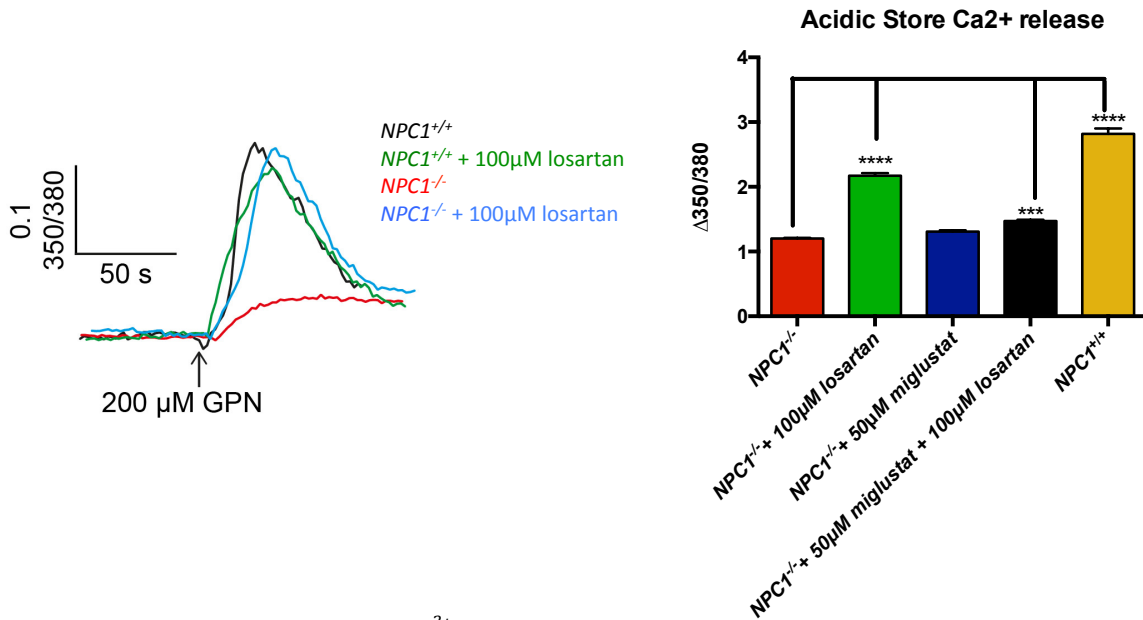 0.1
350/380
50 s
200 µM GPN
NPC1+/+
NPC1+/+ + 100µM losartan
NPC1-/-
NPC1-/- + 100µM losartan
Acidic Store Ca2+ release
Δ350/380
4
3
2
1
0
****
****
***
NPC1-/-
NPC1-/-+ 100µM losartan
NPC1-/-+ 50µM miglustat
NPC1-/-+ 50µM miglustat + 100µM losartan
NPC1+/+
2+